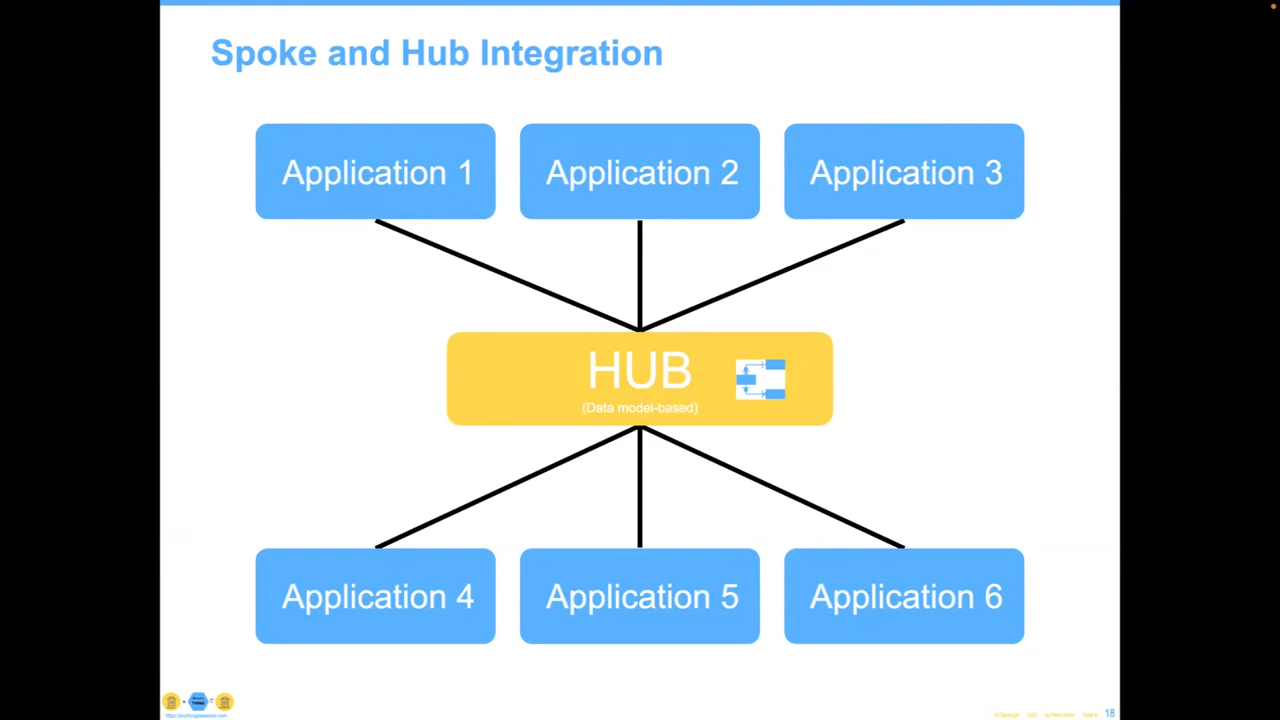 Spoke and Hub Integration
Application 1
Application 2
Application 3
HUB
(Data model-based)
Application 4
Application 5
Application 6
18